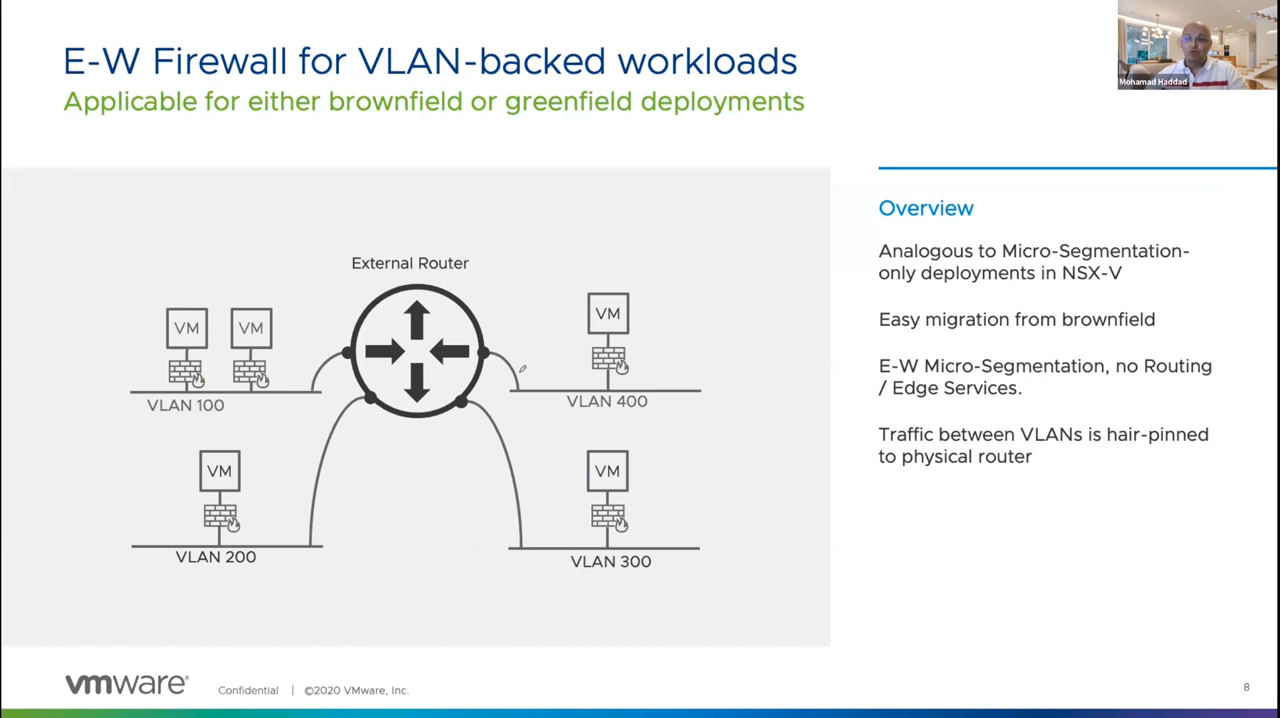 E-W Firewall for VLAN-backed workloads
Applicable for either brownfield or greenfield deployments
Mohamad Haddad
External Router
VM
VM
VLAN 100
VM
VLAN 400
VM
VLAN 200
VM
VLAN 300
Overview
Analogous to Micro-Segmentation-
only deployments in NSX-V
Easy migration from brownfield
E-W Micro-Segmentation, no Routing
/ Edge Services.
Traffic between VLANs is hair-pinned
to physical router
vmware®
Confidential | ©2020 VMware, Inc.
8